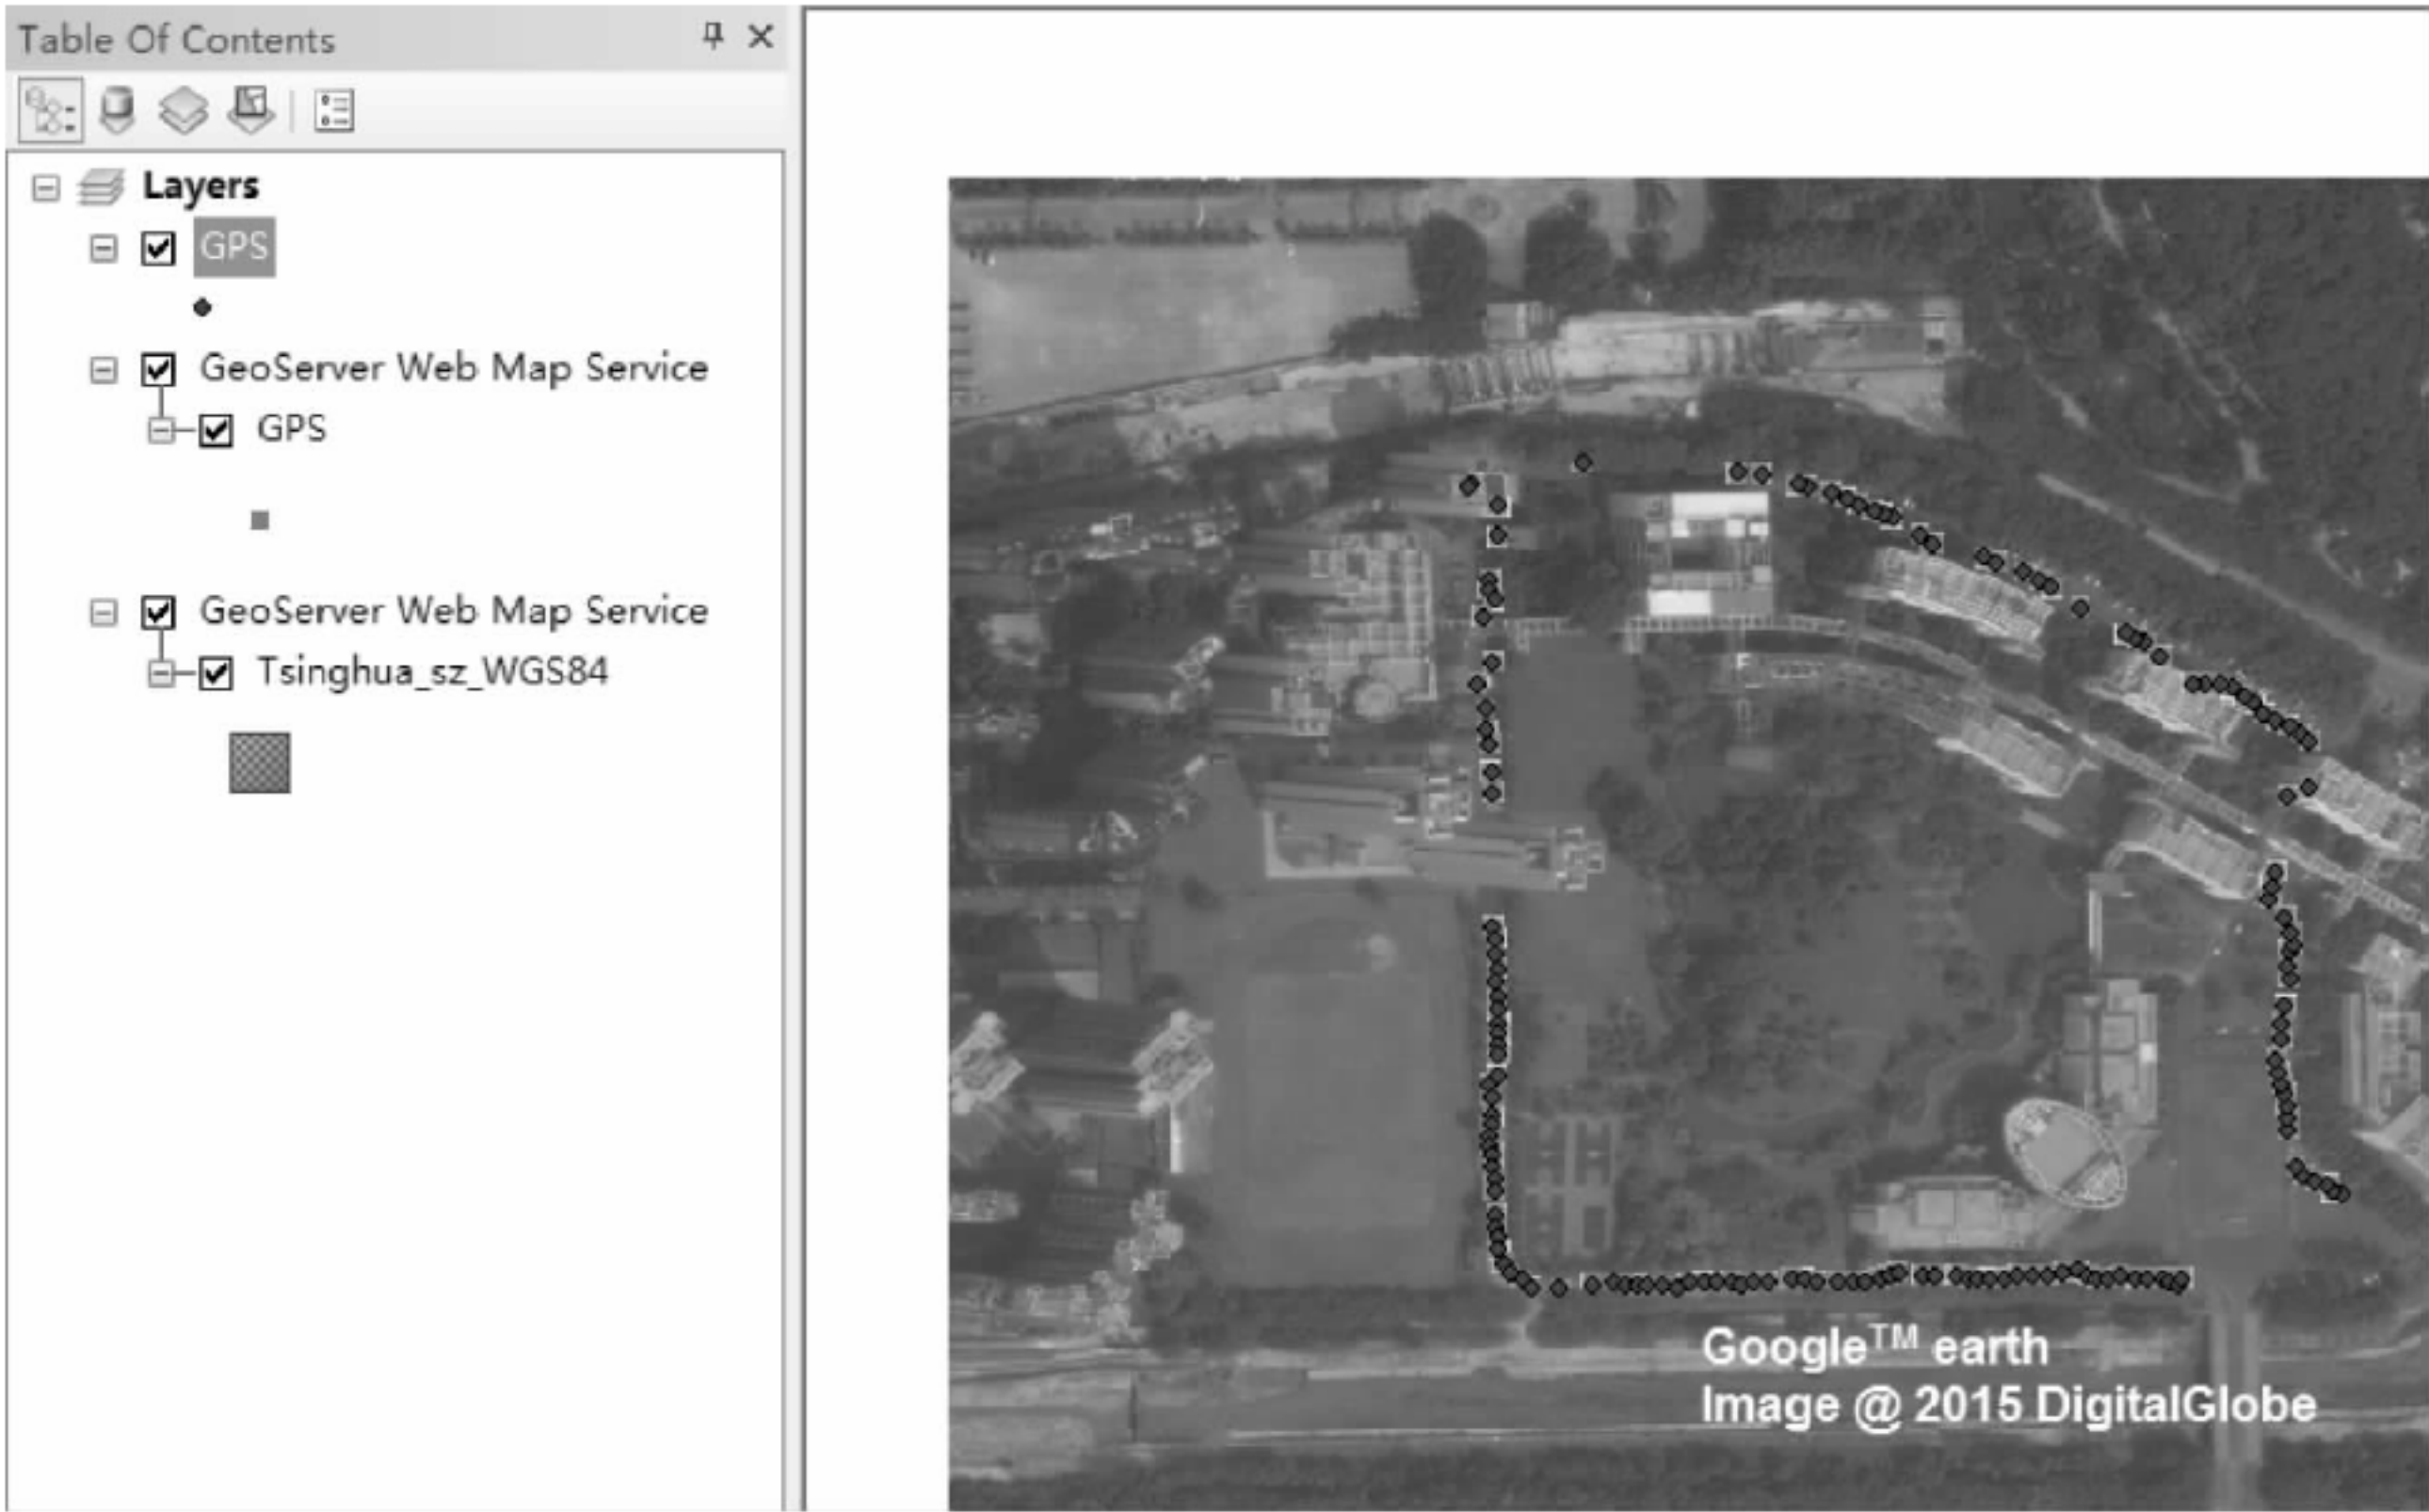 Table Of Contents
Layers
GPS
GeoServer Web Map Service
GPS
GeoServer Web Map Service
Tsinghua_sz_WGS84
Google™ earth
Image @ 2015 DigitalGlobe